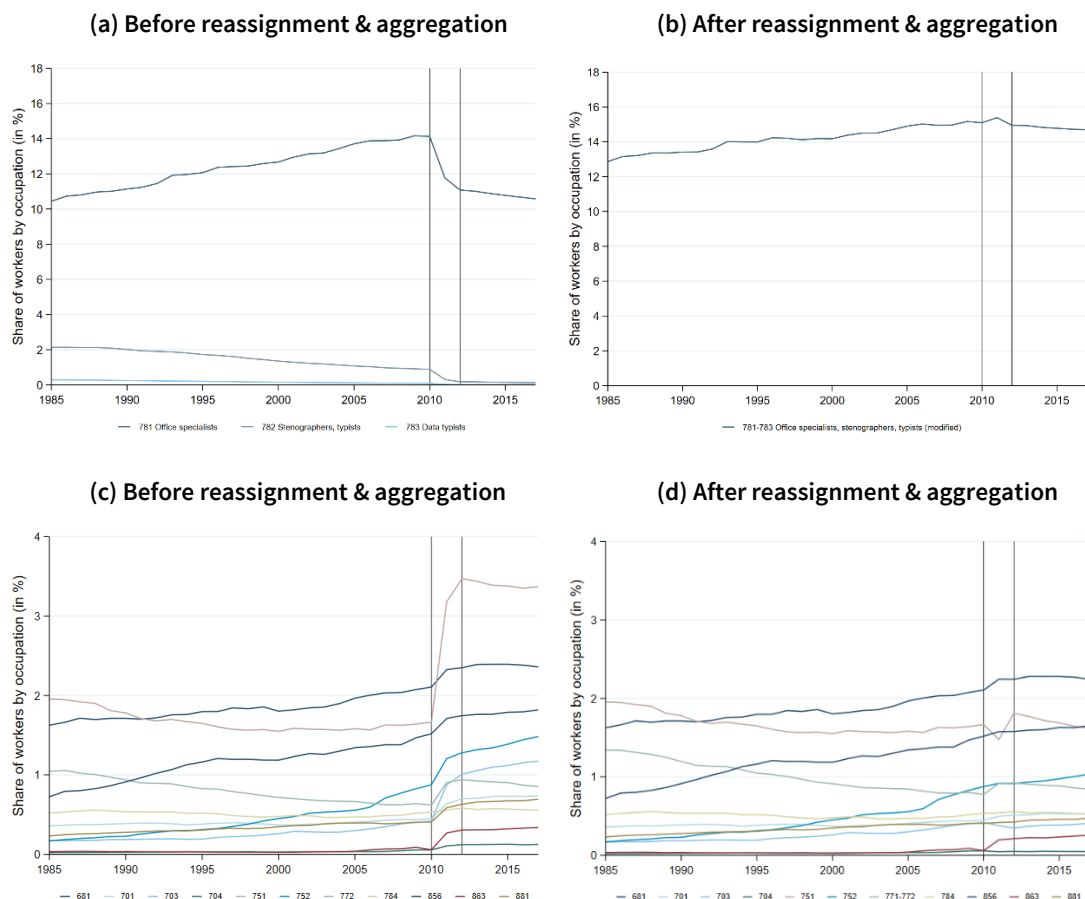 (a) Before reassignment & aggregation
(b) After reassignment & aggregation
Share of workers by occupation (in %)
18
16
14
12
10
8
6
4
2
0
1985 1990 1995 2000 2005 2010 2015
781 Office specialists 782 Stenographers, typists 783 Data typists
Share of workers by occupation (in %)
18
16
14
12
10
8
6
4
2
0
1985 1990 1995 2000 2005 2010 2015
781-783 Office specialists, stenographers, typists (modified)
(c) Before reassignment & aggregation
(d) After reassignment & aggregation
Share of workers by occupation (in %)
4
3
2
1
0
1985 1990 1995 2000 2005 2010 2015
681 701 703 704 751 752 772 784 856 863 881
Share of workers by occupation (in %)
4
3
2
1
0
1985 1990 1995 2000 2005 2010 2015
681 701 703 704 751 752 771-772 784 856 863 881